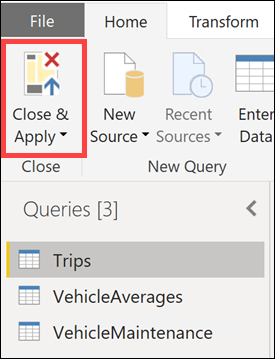 File Home Transform
Close & New Recent Enter
Apply Source Sources Data
Close New Query
Queries [3]
Trips
VehicleAverages
VehicleMaintenance